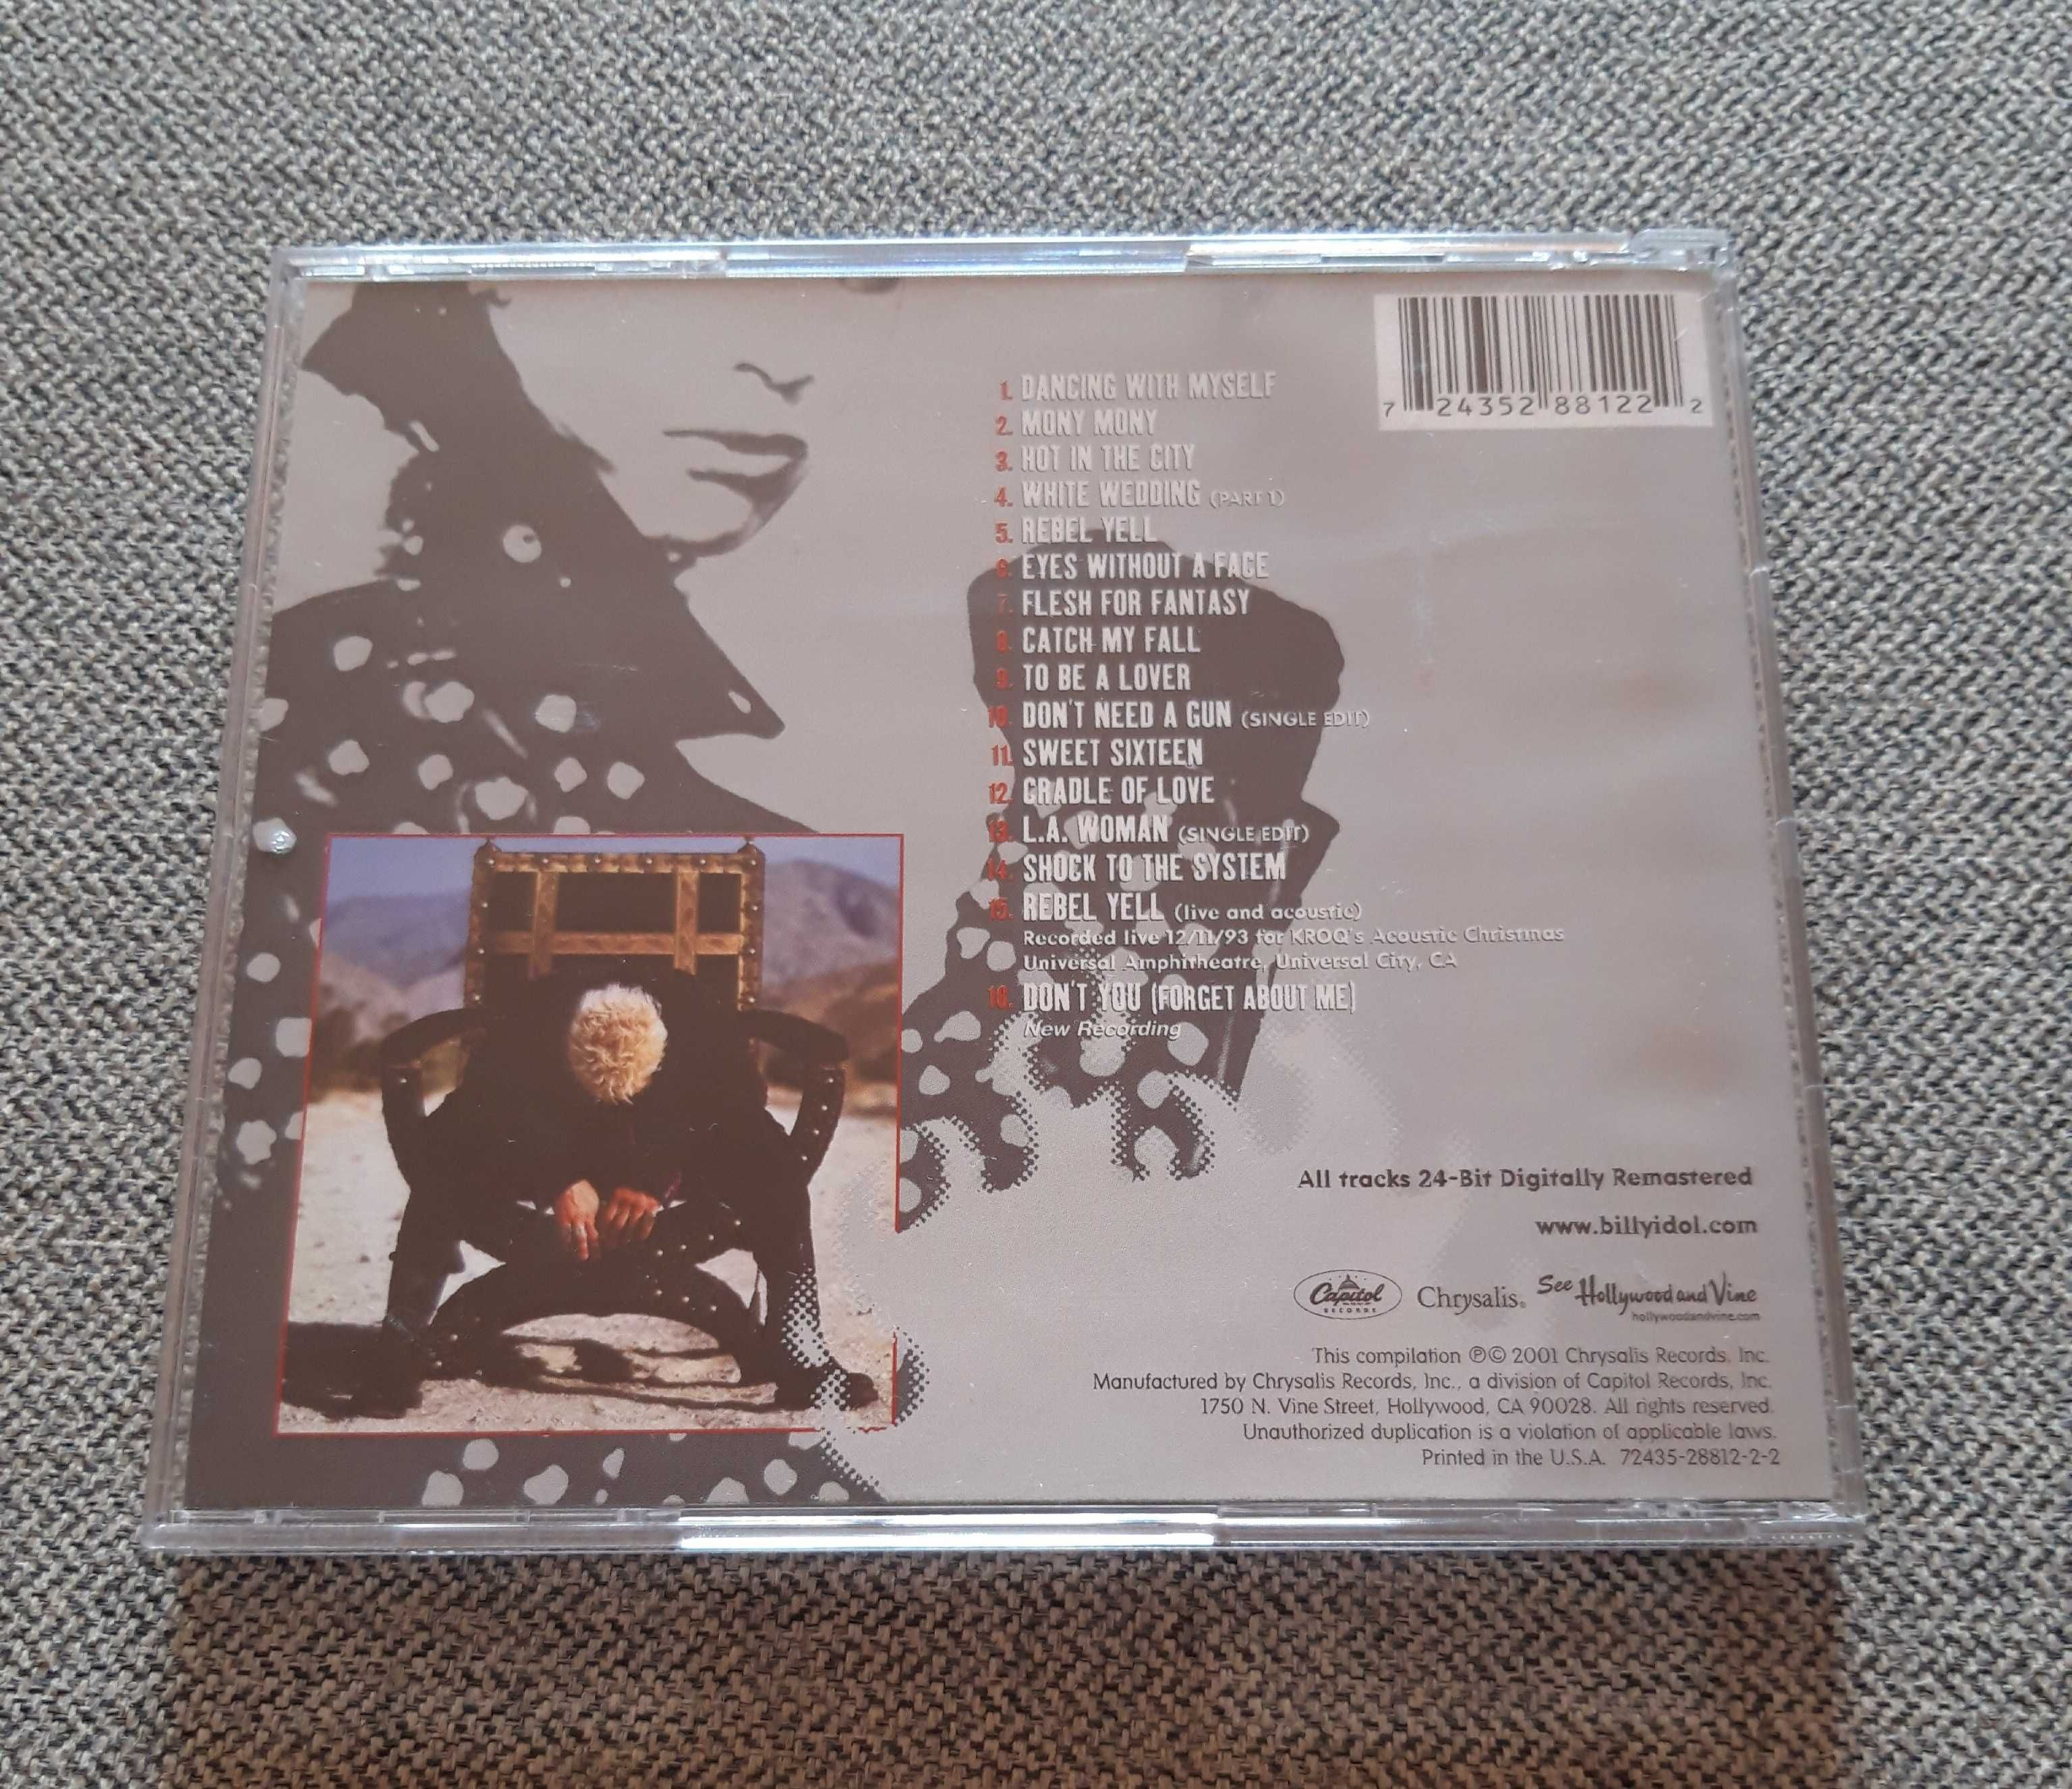 1. DANCING WITH MYSELF
2. MONY MONY
3. HOT IN THE CITY
4. WHITE WEDDING (PART 1)
5. REBEL YELL
6. EYES WITHOUT A FACE
7. FLESH FOR FANTASY
8. CATCH MY FALL
9. TO BE A LOVER
10. DON'T NEED A GUN (SINGLE EDIT)
11. SWEET SIXTEEN
12. CRADLE OF LOVE
13. L.A. WOMAN (SINGLE EDIT)
14. SHOCK TO THE SYSTEM
15. REBEL YELL (live and acoustic)
Recorded live 12/11/93 for KROQ's Acoustic Christmas
Universal Amphitheatre, Universal City, CA
16. DON'T YOU (FORGET ABOUT ME)
New Recording
7 24352 88122 2
All tracks 24-Bit Digitally Remastered
www.billyidol.com
Capitol RECORDS Chrysalis. See Hollywood and Vine
hollywoodandvine.com
This compilation ℗© 2001 Chrysalis Records, Inc.
Manufactured by Chrysalis Records, Inc., a division of Capitol Records, Inc.
1750 N. Vine Street, Hollywood, CA 90028. All rights reserved.
Unauthorized duplication is a violation of applicable laws.
Printed in the U.S.A. 72435-28812-2-2